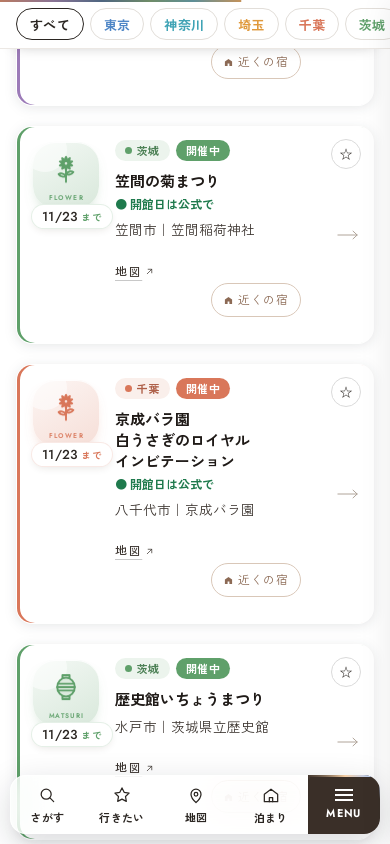 すべて
東京
神奈川
埼玉
千葉
茨城
近くの宿
茨城
開催中
FLOWER
11/23 まで
笠間の菊まつり
開館日は公式で
笠間市｜笠間稲荷神社
地図
近くの宿
千葉
開催中
FLOWER
11/23 まで
京成バラ園
白うさぎのロイヤル
インビテーション
開館日は公式で
八千代市｜京成バラ園
地図
近くの宿
茨城
開催中
MATSURI
11/23 まで
歴史館いちょうまつり
水戸市｜茨城県立歴史館
地図
さがす
行きたい
地図
泊まり
MENU